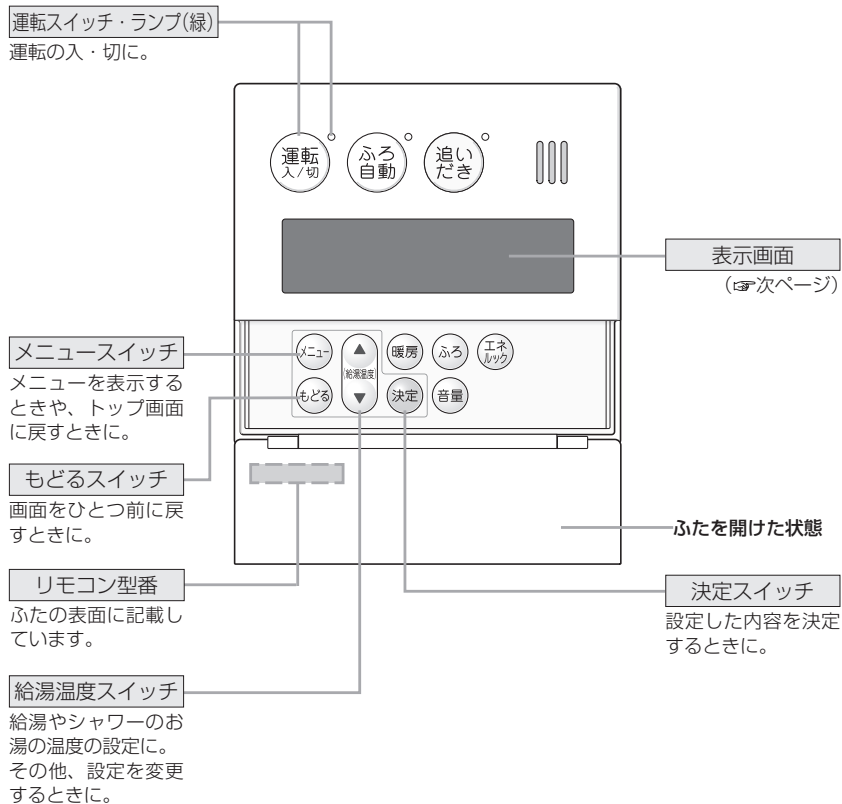 運転スイッチ・ランプ(緑)
運転の入・切に。
運転
入/切
ふろ
自動
追い
だき
表示画面
(☞次ページ)
メニュースイッチ
メニューを表示する
ときや、トップ画面
に戻すときに。
もどるスイッチ
画面をひとつ前に戻
すときに。
リモコン型番
ふたの表面に記載し
ています。
給湯温度スイッチ
給湯やシャワーのお
湯の温度の設定に。
その他、設定を変更
するときに。
メニュー
▲
給湯温度
▼
暖房
ふろ
エネ
ルック
もどる
決定
音量
ふたを開けた状態
決定スイッチ
設定した内容を決定
するときに。